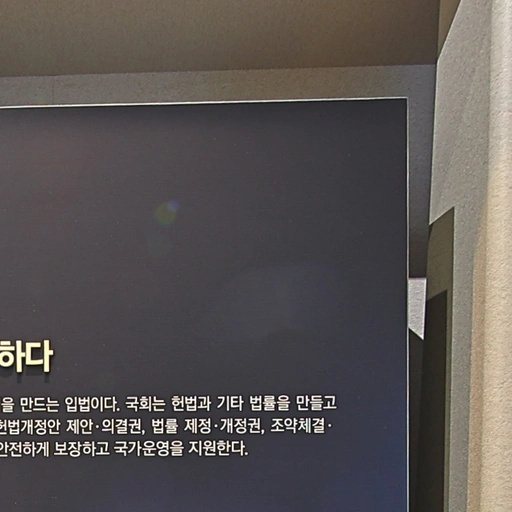 하다
을 만드는 입법이다. 국회는 헌법과 기타 법률을 만들고
헌법개정안 제안·의결권, 법률 제정·개정권, 조약체결·
안전하게 보장하고 국가운영을 지원한다.